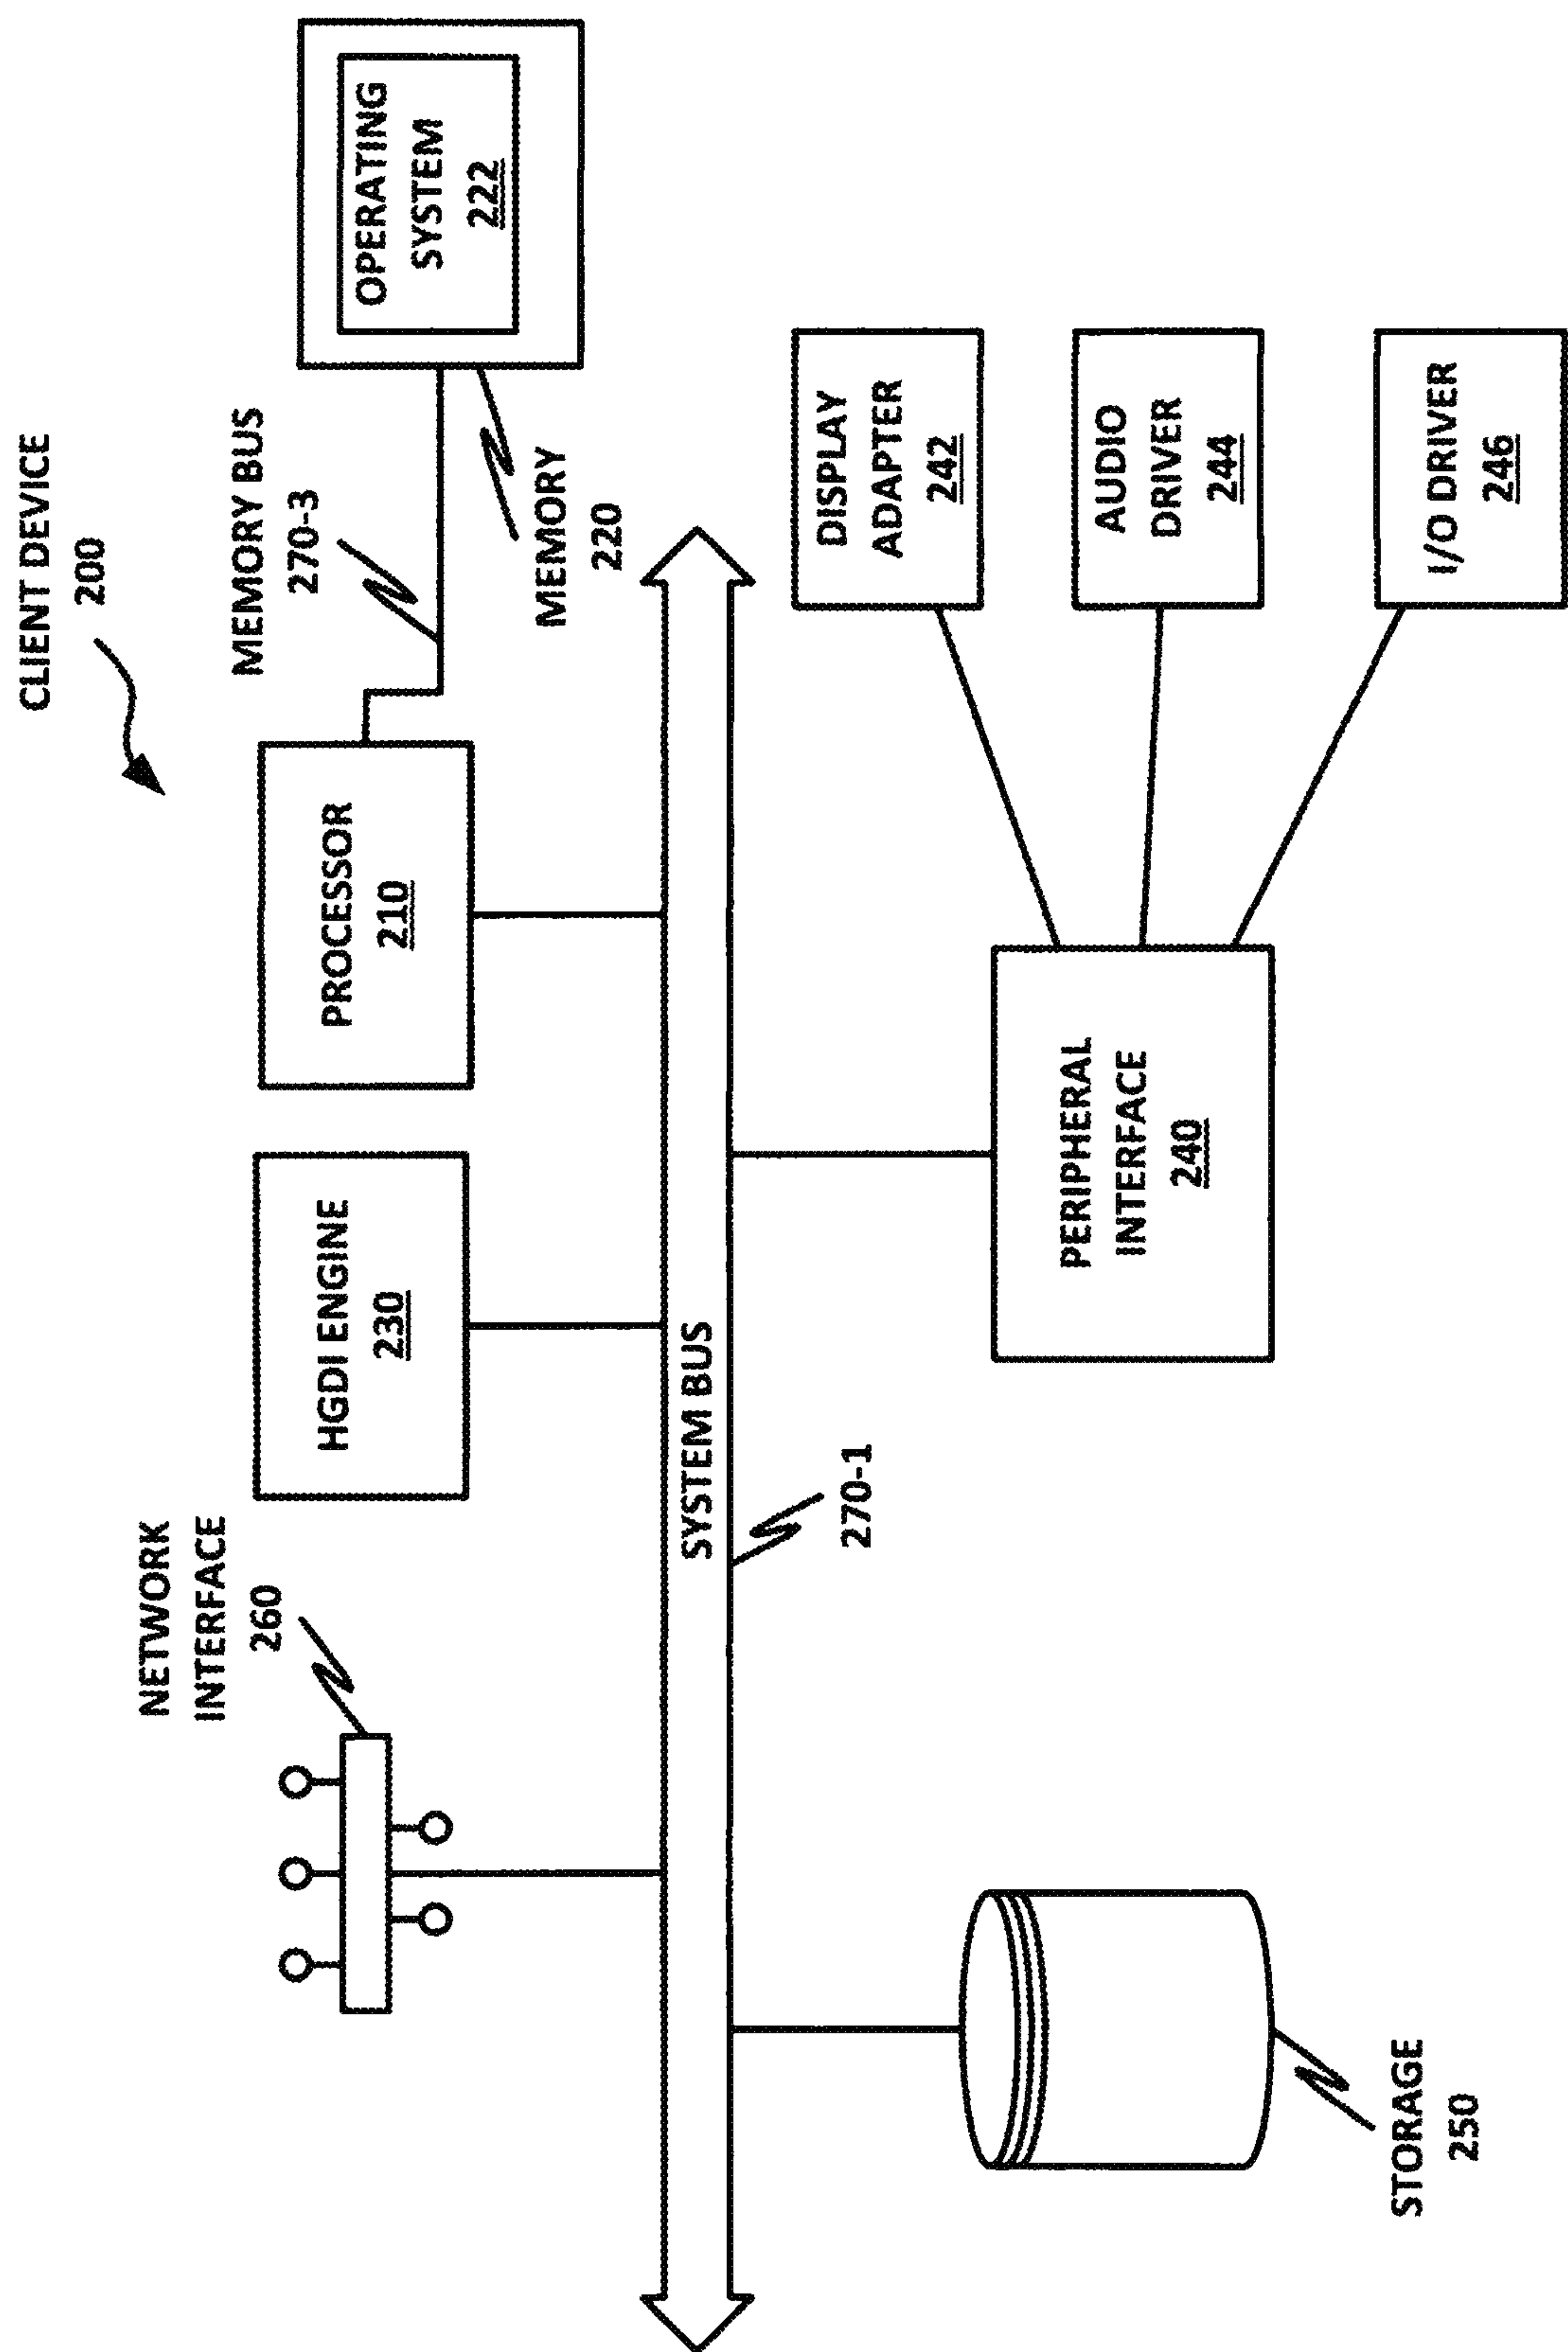 CLIENT DEVICE
200
NETWORK
INTERFACE
260
HGDI ENGINE
230
PROCESSOR
210
MEMORY BUS
270-3
OPERATING
SYSTEM
222
MEMORY
220
SYSTEM BUS
270-1
STORAGE
250
PERIPHERAL
INTERFACE
240
DISPLAY
ADAPTER
242
AUDIO
DRIVER
244
I/O DRIVER
246